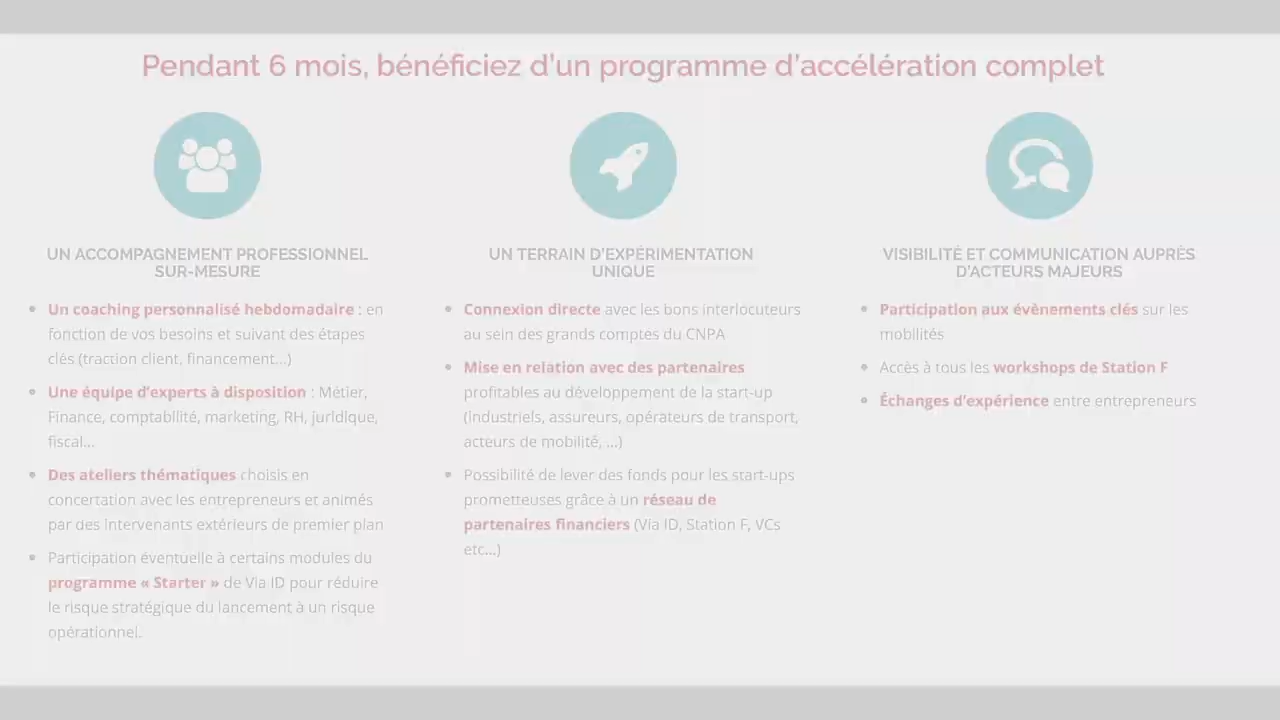 Pendant 6 mois, bénéficiez d'un programme d'accélération complet
UN ACCOMPAGNEMENT PROFESSIONNEL
SUR-MESURE
Un coaching personnalisé hebdomadaire : en
fonction de vos besoins et suivant des étapes
clés (traction client, financement...)
Une équipe d'experts à disposition : Métier,
Finance, comptabilité, marketing, RH, juridique,
fiscal...
Des ateliers thématiques choisis en
concertation avec les entrepreneurs et animés
par des intervenants extérieurs de premier plan
Participation éventuelle à certains modules du
programme « Starter » de Via ID pour réduire
le risque stratégique du lancement à un risque
opérationnel.
UN TERRAIN D'EXPÉRIMENTATION
UNIQUE
Connexion directe avec les bons interlocuteurs
au sein des grands comptes du CNPA
Mise en relation avec des partenaires
profitables au développement de la start-up
(industriels, assureurs, opérateurs de transport,
acteurs de mobilité, ...)
Possibilité de lever des fonds pour les start-ups
prometteuses grâce à un réseau de
partenaires financiers (Via ID, Station F, VCs
etc...)
VISIBILITÉ ET COMMUNICATION AUPRÈS
D'ACTEURS MAJEURS
Participation aux évènements clés sur les
mobilités
Accès à tous les workshops de Station F
Échanges d'expérience entre entrepreneurs